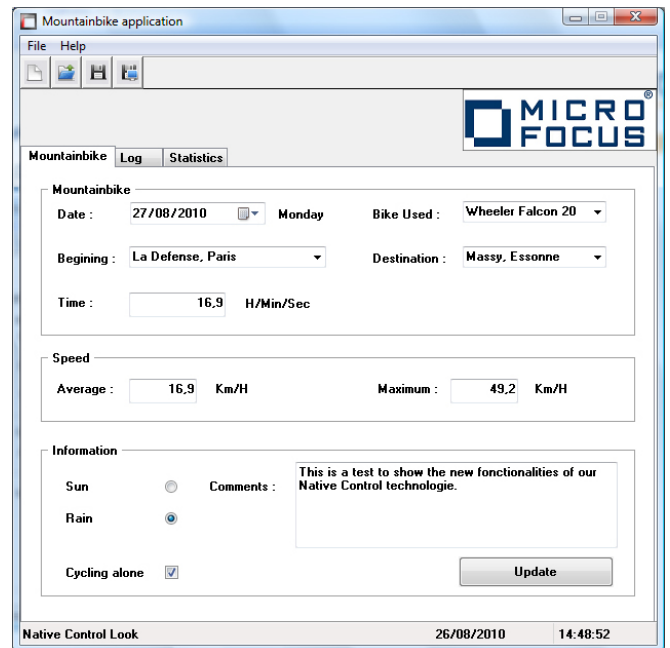 Mountainbike application
File Help
MICRO
FOCUS®
Mountainbike Log Statistics
Mountainbike
Date : 27/08/2010 Monday Bike Used : Wheeler Falcon 20
Begining : La Defense, Paris Destination : Massy, Essonne
Time : 16,9 H/Min/Sec
Speed
Average : 16,9 Km/H Maximum : 49,2 Km/H
Information
Sun Comments : This is a test to show the new fonctionalities of our
Native Control technologie.
Rain
Cycling alone Update
Native Control Look 26/08/2010 14:48:52